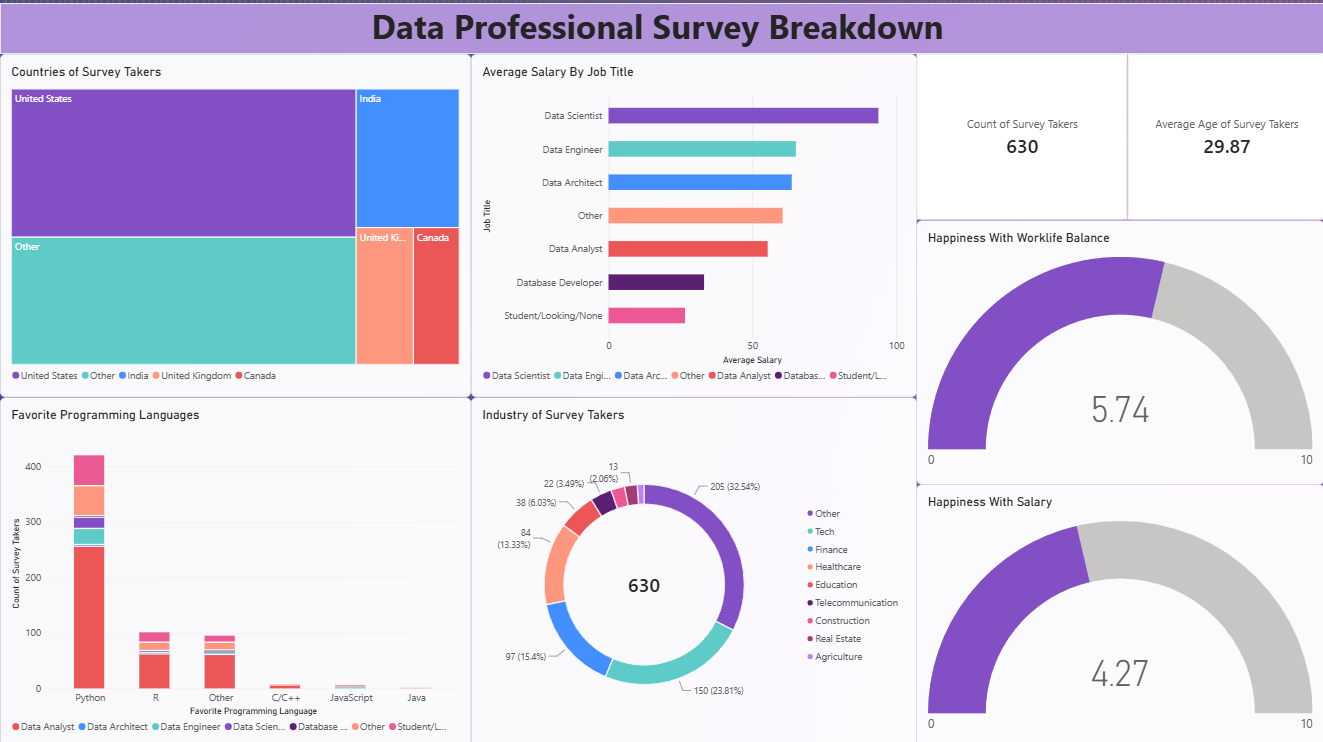 Data Professional Survey Breakdown
Countries of Survey Takers
United States
India
Other
United Ki...
Canada
United States Other India United Kingdom Canada
Average Salary By Job Title
Job Title
Data Scientist
Data Engineer
Data Architect
Other
Data Analyst
Database Developer
Student/Looking/None
0 50 100
Average Salary
Data Scientist Data Engi... Data Arc... Other Data Analyst Databas... Student/L...
Count of Survey Takers
630
Average Age of Survey Takers
29.87
Happiness With Worklife Balance
5.74
0 10
Favorite Programming Languages
Count of Survey Takers
400
300
200
100
0
Python R Other C/C++ JavaScript Java
Favorite Programming Language
Data Analyst Data Architect Data Engineer Data Scien... Database ... Other Student/L...
Industry of Survey Takers
13
(2.06%)
22 (3.49%)
38 (6.03%)
84
(13.33%)
97 (15.4%)
205 (32.54%)
150 (23.81%)
630
Other
Tech
Finance
Healthcare
Education
Telecommunication
Construction
Real Estate
Agriculture
Happiness With Salary
4.27
0 10